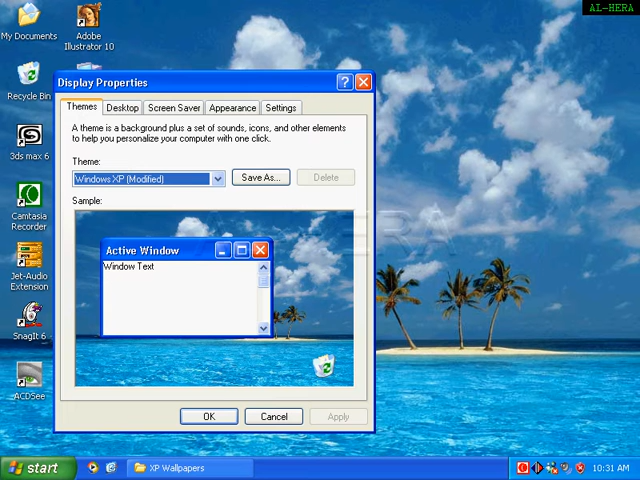 AL-HERA
My Documents
Adobe
Illustrator 10
Recycle Bin
3ds max 6
Camtasia
Recorder
Jet-Audio
Extension
SnagIt 6
ACDSee
Display Properties
Themes Desktop Screen Saver Appearance Settings
A theme is a background plus a set of sounds, icons, and other elements
to help you personalize your computer with one click.
Theme:
Windows XP (Modified) Save As... Delete
Sample:
Active Window
Window Text
OK Cancel Apply
start XP Wallpapers 10:31 AM